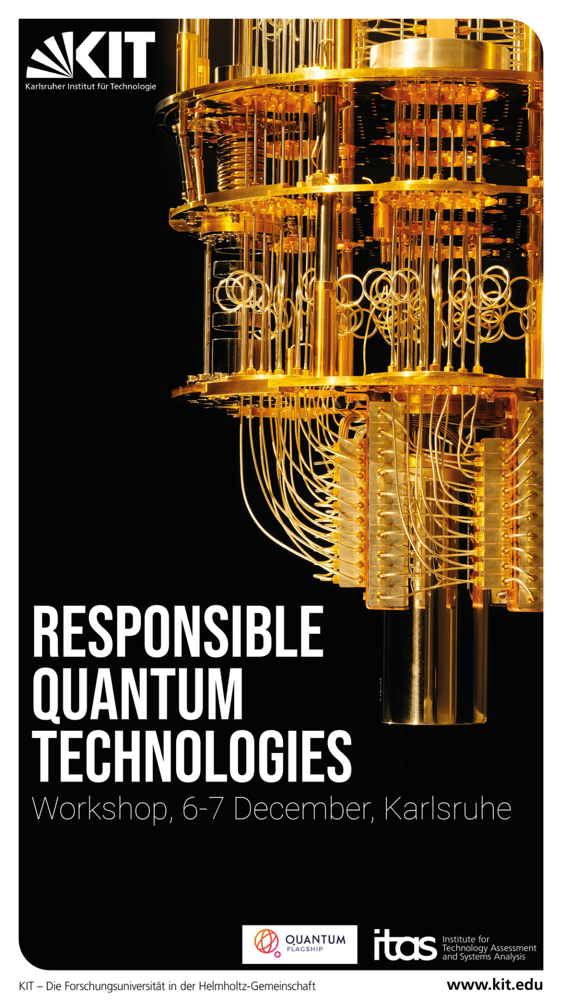 KIT
Karlsruher Institut für Technologie
RESPONSIBLE
QUANTUM
TECHNOLOGIES
Workshop, 6-7 December, Karlsruhe
QUANTUM
FLAGSHIP
itas
Institute for
Technology Assessment
and Systems Analysis
KIT – Die Forschungsuniversität in der Helmholtz-Gemeinschaft
www.kit.edu